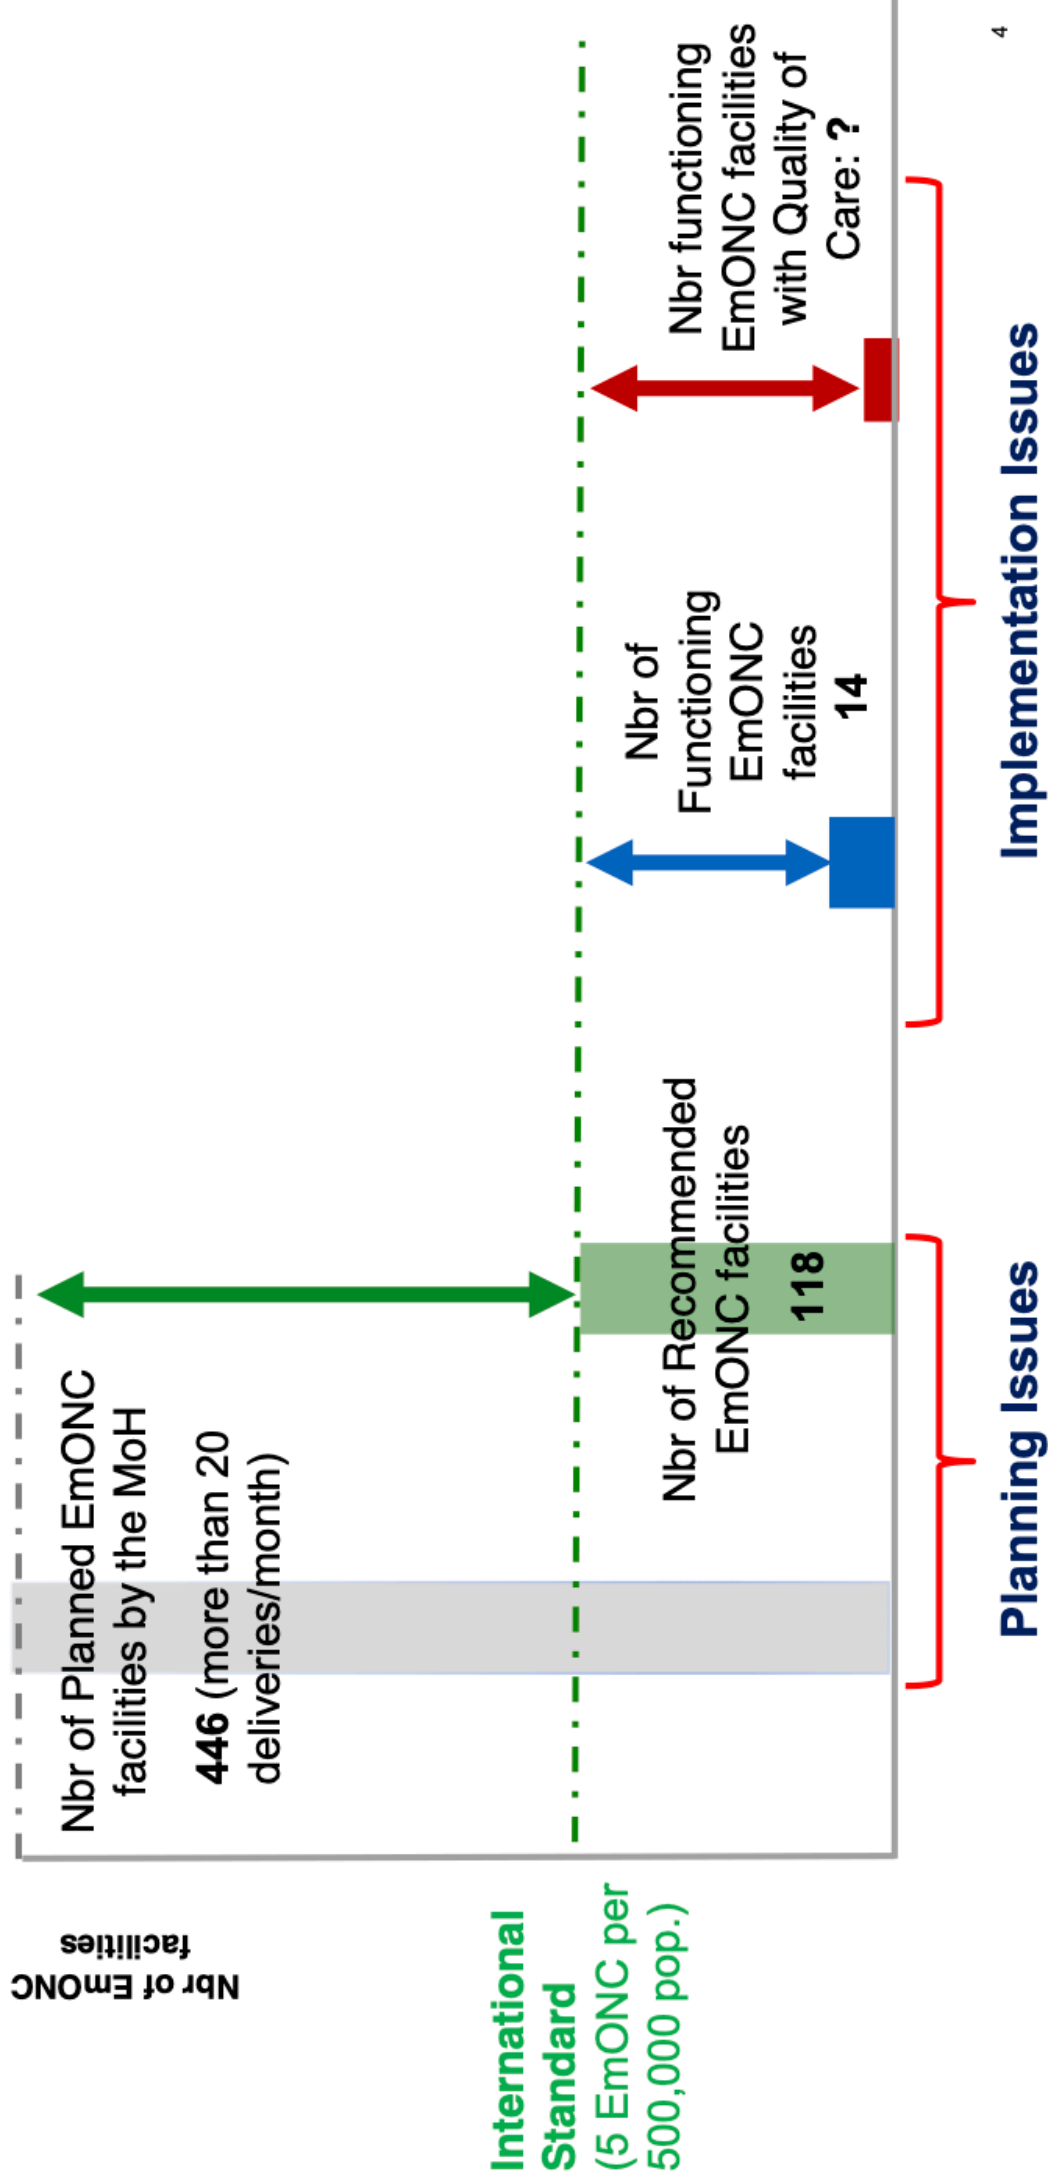 Nbr of EmONC
facilities
Nbr of Planned EmONC
facilities by the MoH
446 (more than 20
deliveries/month)
International
Standard
(5 EmONC per
500,000 pop.)
Nbr of Recommended
EmONC facilities
118
Nbr of
Functioning
EmONC
facilities
14
Nbr functioning
EmONC facilities
with Quality of
Care: ?
Planning Issues
Implementation Issues
4